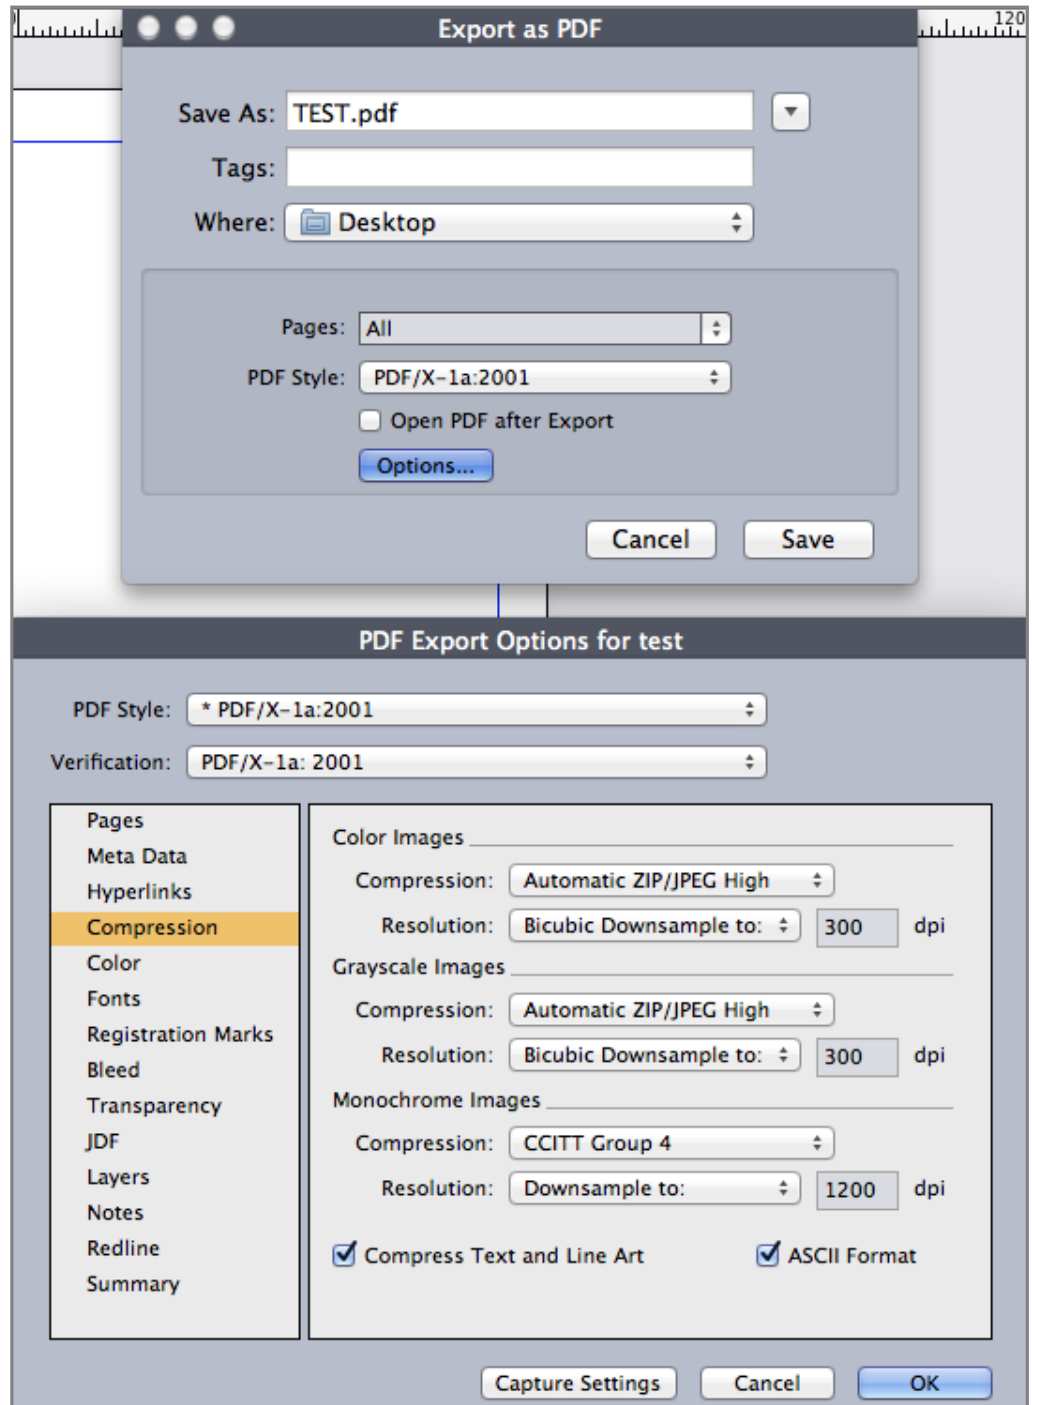 120
Export as PDF
Save As: TEST.pdf
Tags:
Where: Desktop
Pages: All
PDF Style: PDF/X-1a:2001
Open PDF after Export
Options...
Cancel Save
PDF Export Options for test
PDF Style: * PDF/X-1a:2001
Verification: PDF/X-1a: 2001
Pages
Meta Data
Hyperlinks
Compression
Color
Fonts
Registration Marks
Bleed
Transparency
JDF
Layers
Notes
Redline
Summary
Color Images
Compression: Automatic ZIP/JPEG High
Resolution: Bicubic Downsample to: 300 dpi
Grayscale Images
Compression: Automatic ZIP/JPEG High
Resolution: Bicubic Downsample to: 300 dpi
Monochrome Images
Compression: CCITT Group 4
Resolution: Downsample to: 1200 dpi
Compress Text and Line Art ASCII Format
Capture Settings Cancel OK